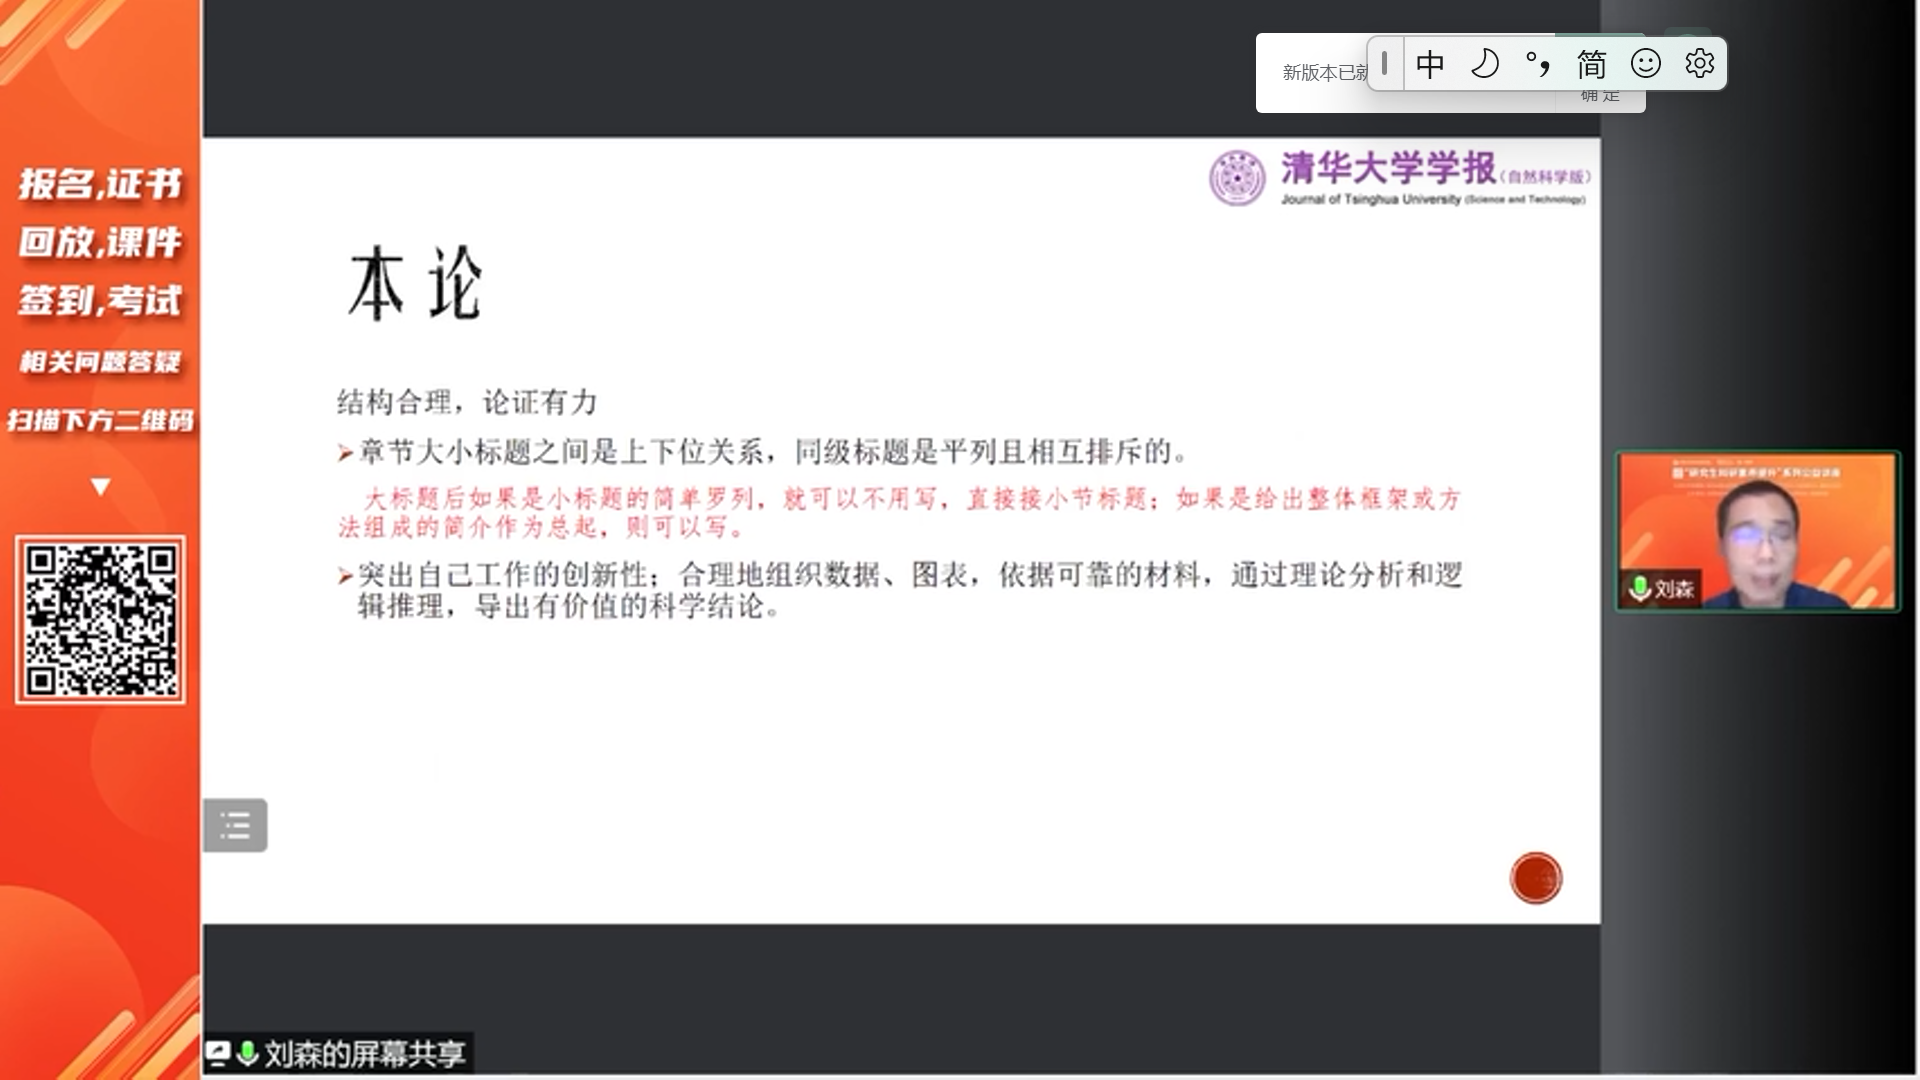 报名,证书
回放,课件
签到,考试
相关问题答疑
扫描下方二维码
新版本已就
中 简
确定
清华大学学报(自然科学版)
Journal of Tsinghua University (Science and Technology)
本论
结构合理，论证有力
章节大小标题之间是上下位关系，同级标题是平列且相互排斥的。
大标题后如果是小标题的简单罗列，就可以不用写，直接接小节标题；如果是给出整体框架或方
法组成的简介作为总起，则可以写。
突出自己工作的创新性；合理地组织数据、图表，依据可靠的材料，通过理论分析和逻
辑推理，导出有价值的科学结论。
刘森
刘森的屏幕共享